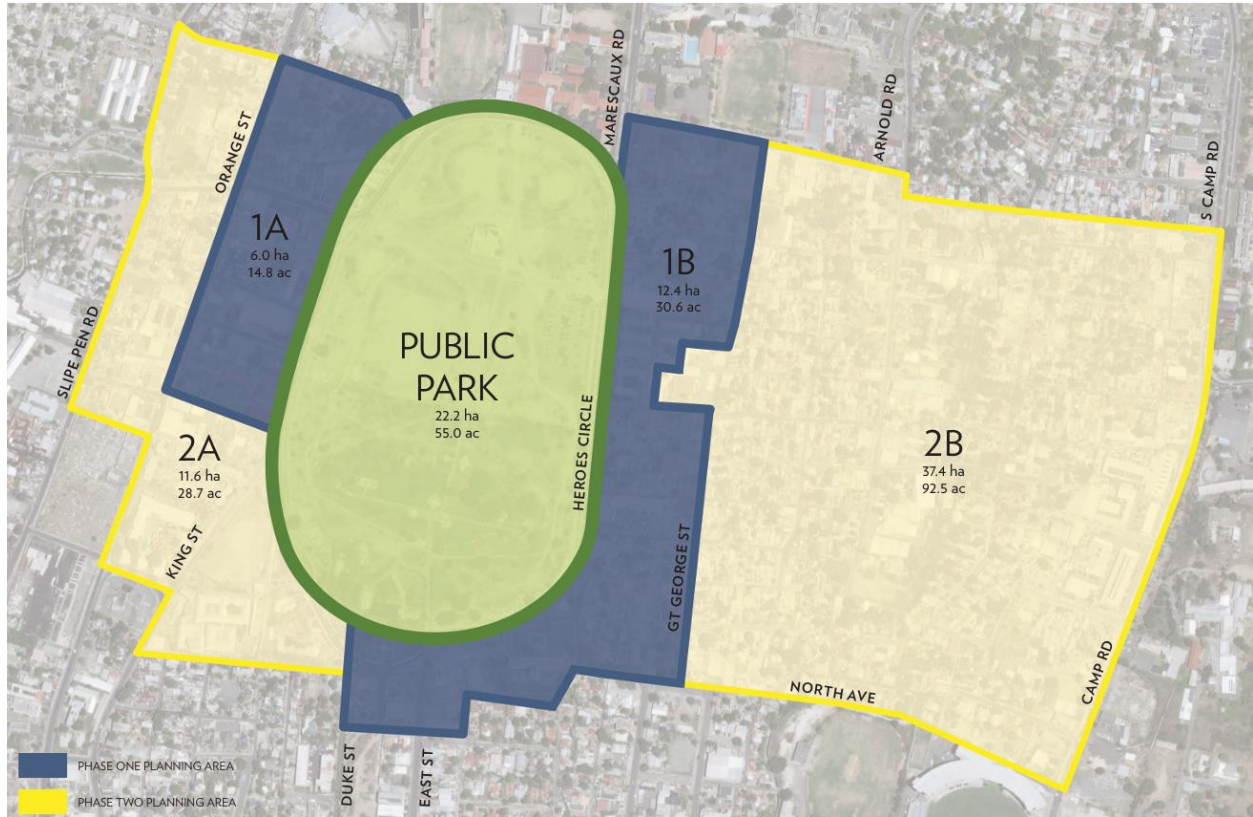 MARESCAUX RD
ARNOLD RD
ORANGE ST
S CAMP RD
1A
6.0 ha
14.8 ac
1B
12.4 ha
30.6 ac
PUBLIC
PARK
22.2 ha
55.0 ac
SLIPE PEN RD
HEROES CIRCLE
2A
11.6 ha
28.7 ac
2B
37.4 ha
92.5 ac
KING ST
GT GEORGE ST
NORTH AVE
CAMP RD
DUKE ST
EAST ST
PHASE ONE PLANNING AREA
PHASE TWO PLANNING AREA